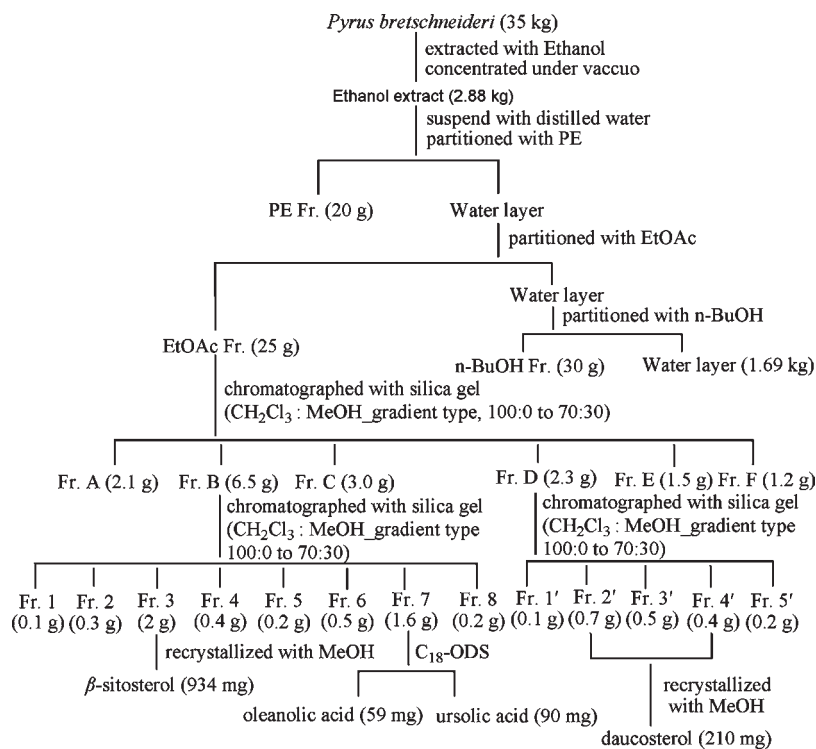 Pyrus bretschneideri (35 kg)
extracted with Ethanol
concentrated under vaccuo
Ethanol extract (2.88 kg)
suspend with distilled water
partitioned with PE
PE Fr. (20 g)
Water layer
partitioned with EtOAc
Water layer
partitioned with n-BuOH
EtOAc Fr. (25 g)
n-BuOH Fr. (30 g)
Water layer (1.69 kg)
chromatographed with silica gel
(CH₂Cl₃ : MeOH_gradient type, 100:0 to 70:30)
Fr. A (2.1 g)
Fr. B (6.5 g)
Fr. C (3.0 g)
Fr. D (2.3 g)
Fr. E (1.5 g)
Fr. F (1.2 g)
chromatographed with silica gel
(CH₂Cl₃ : MeOH_gradient type
100:0 to 70:30)
chromatographed with silica gel
(CH₂Cl₃ : MeOH_gradient type
100:0 to 70:30)
Fr. 1
(0.1 g)
Fr. 2
(0.3 g)
Fr. 3
(2 g)
Fr. 4
(0.4 g)
Fr. 5
(0.2 g)
Fr. 6
(0.5 g)
Fr. 7
(1.6 g)
Fr. 8
(0.2 g)
Fr. 1′
(0.1 g)
Fr. 2′
(0.7 g)
Fr. 3′
(0.5 g)
Fr. 4′
(0.4 g)
Fr. 5′
(0.2 g)
recrystallized with MeOH
C₁₈-ODS
β-sitosterol (934 mg)
oleanolic acid (59 mg)
ursolic acid (90 mg)
recrystallized
with MeOH
daucosterol (210 mg)